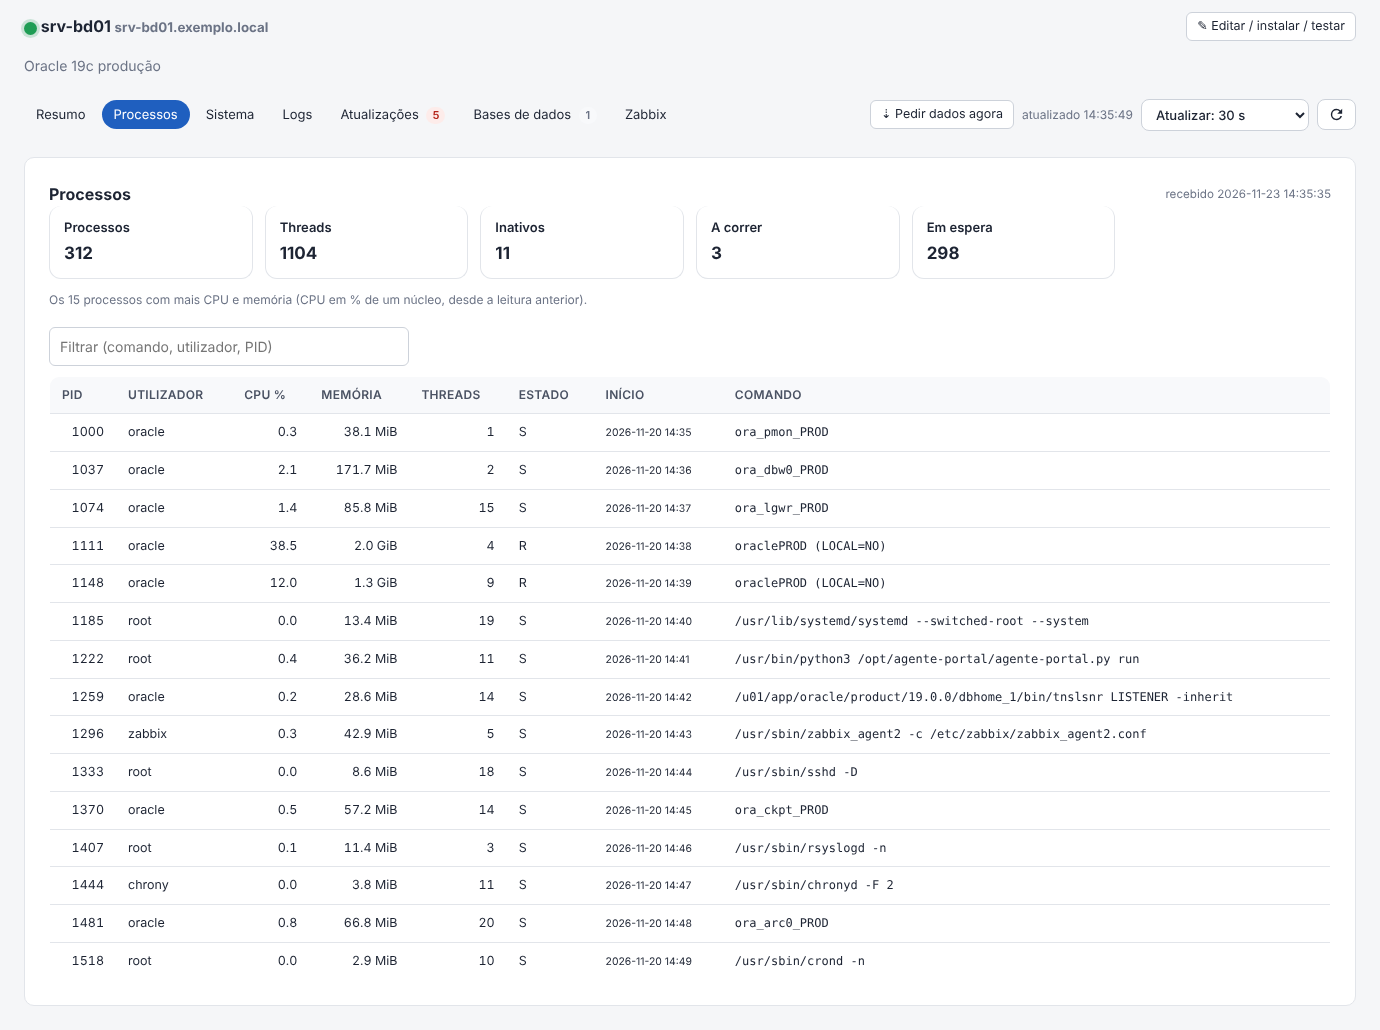 srv-bd01 srv-bd01.exemplo.local
✎ Editar / instalar / testar
Oracle 19c produção
Resumo Processos Sistema Logs Atualizações 5 Bases de dados 1 Zabbix
↓ Pedir dados agora atualizado 14:35:49 Atualizar: 30 s
Processos
recebido 2026-11-23 14:35:35
Processos Threads Inativos A correr Em espera
312 1104 11 3 298
Os 15 processos com mais CPU e memória (CPU em % de um núcleo, desde a leitura anterior).
Filtrar (comando, utilizador, PID)
PID UTILIZADOR CPU % MEMÓRIA THREADS ESTADO INÍCIO COMANDO
1000 oracle 0.3 38.1 MiB 1 S 2026-11-20 14:35 ora_pmon_PROD
1037 oracle 2.1 171.7 MiB 2 S 2026-11-20 14:36 ora_dbw0_PROD
1074 oracle 1.4 85.8 MiB 15 S 2026-11-20 14:37 ora_lgwr_PROD
1111 oracle 38.5 2.0 GiB 4 R 2026-11-20 14:38 oraclePROD (LOCAL=NO)
1148 oracle 12.0 1.3 GiB 9 R 2026-11-20 14:39 oraclePROD (LOCAL=NO)
1185 root 0.0 13.4 MiB 19 S 2026-11-20 14:40 /usr/lib/systemd/systemd --switched-root --system
1222 root 0.4 36.2 MiB 11 S 2026-11-20 14:41 /usr/bin/python3 /opt/agente-portal/agente-portal.py run
1259 oracle 0.2 28.6 MiB 14 S 2026-11-20 14:42 /u01/app/oracle/product/19.0.0/dbhome_1/bin/tnslsnr LISTENER -inherit
1296 zabbix 0.3 42.9 MiB 5 S 2026-11-20 14:43 /usr/sbin/zabbix_agent2 -c /etc/zabbix/zabbix_agent2.conf
1333 root 0.0 8.6 MiB 18 S 2026-11-20 14:44 /usr/sbin/sshd -D
1370 oracle 0.5 57.2 MiB 14 S 2026-11-20 14:45 ora_ckpt_PROD
1407 root 0.1 11.4 MiB 3 S 2026-11-20 14:46 /usr/sbin/rsyslogd -n
1444 chrony 0.0 3.8 MiB 11 S 2026-11-20 14:47 /usr/sbin/chronyd -F 2
1481 oracle 0.8 66.8 MiB 20 S 2026-11-20 14:48 ora_arc0_PROD
1518 root 0.0 2.9 MiB 10 S 2026-11-20 14:49 /usr/sbin/crond -n